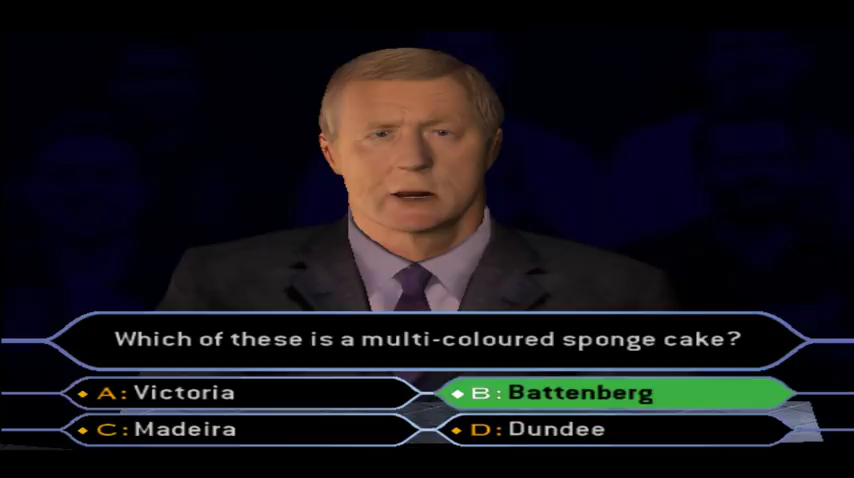 Which of these is a multi-coloured sponge cake?
A: Victoria
B: Battenberg
C: Madeira
D: Dundee